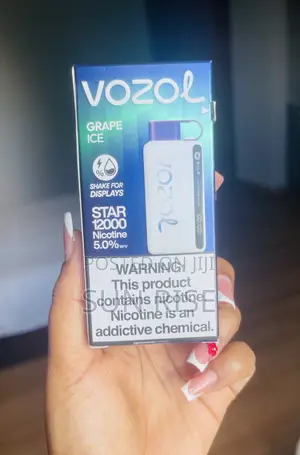 VOZOL
GRAPE
ICE
SHAKE FOR
DISPLAYS
STAR
12000
Nicotine
5.0%
VOZOL
POSTED ON JIJI
SUNRISE
WARNING:
This product
contains nicotine.
Nicotine is an
addictive chemical.